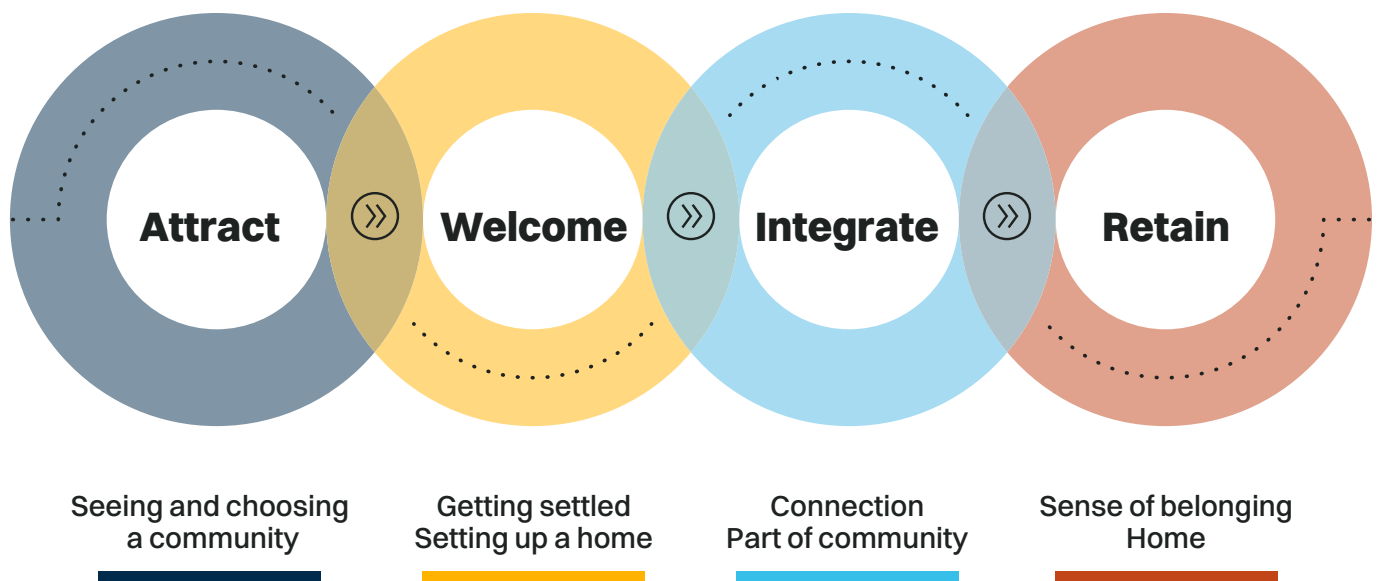 Attract
Welcome
Integrate
Retain
Seeing and choosing
a community
Getting settled
Setting up a home
Connection
Part of community
Sense of belonging
Home